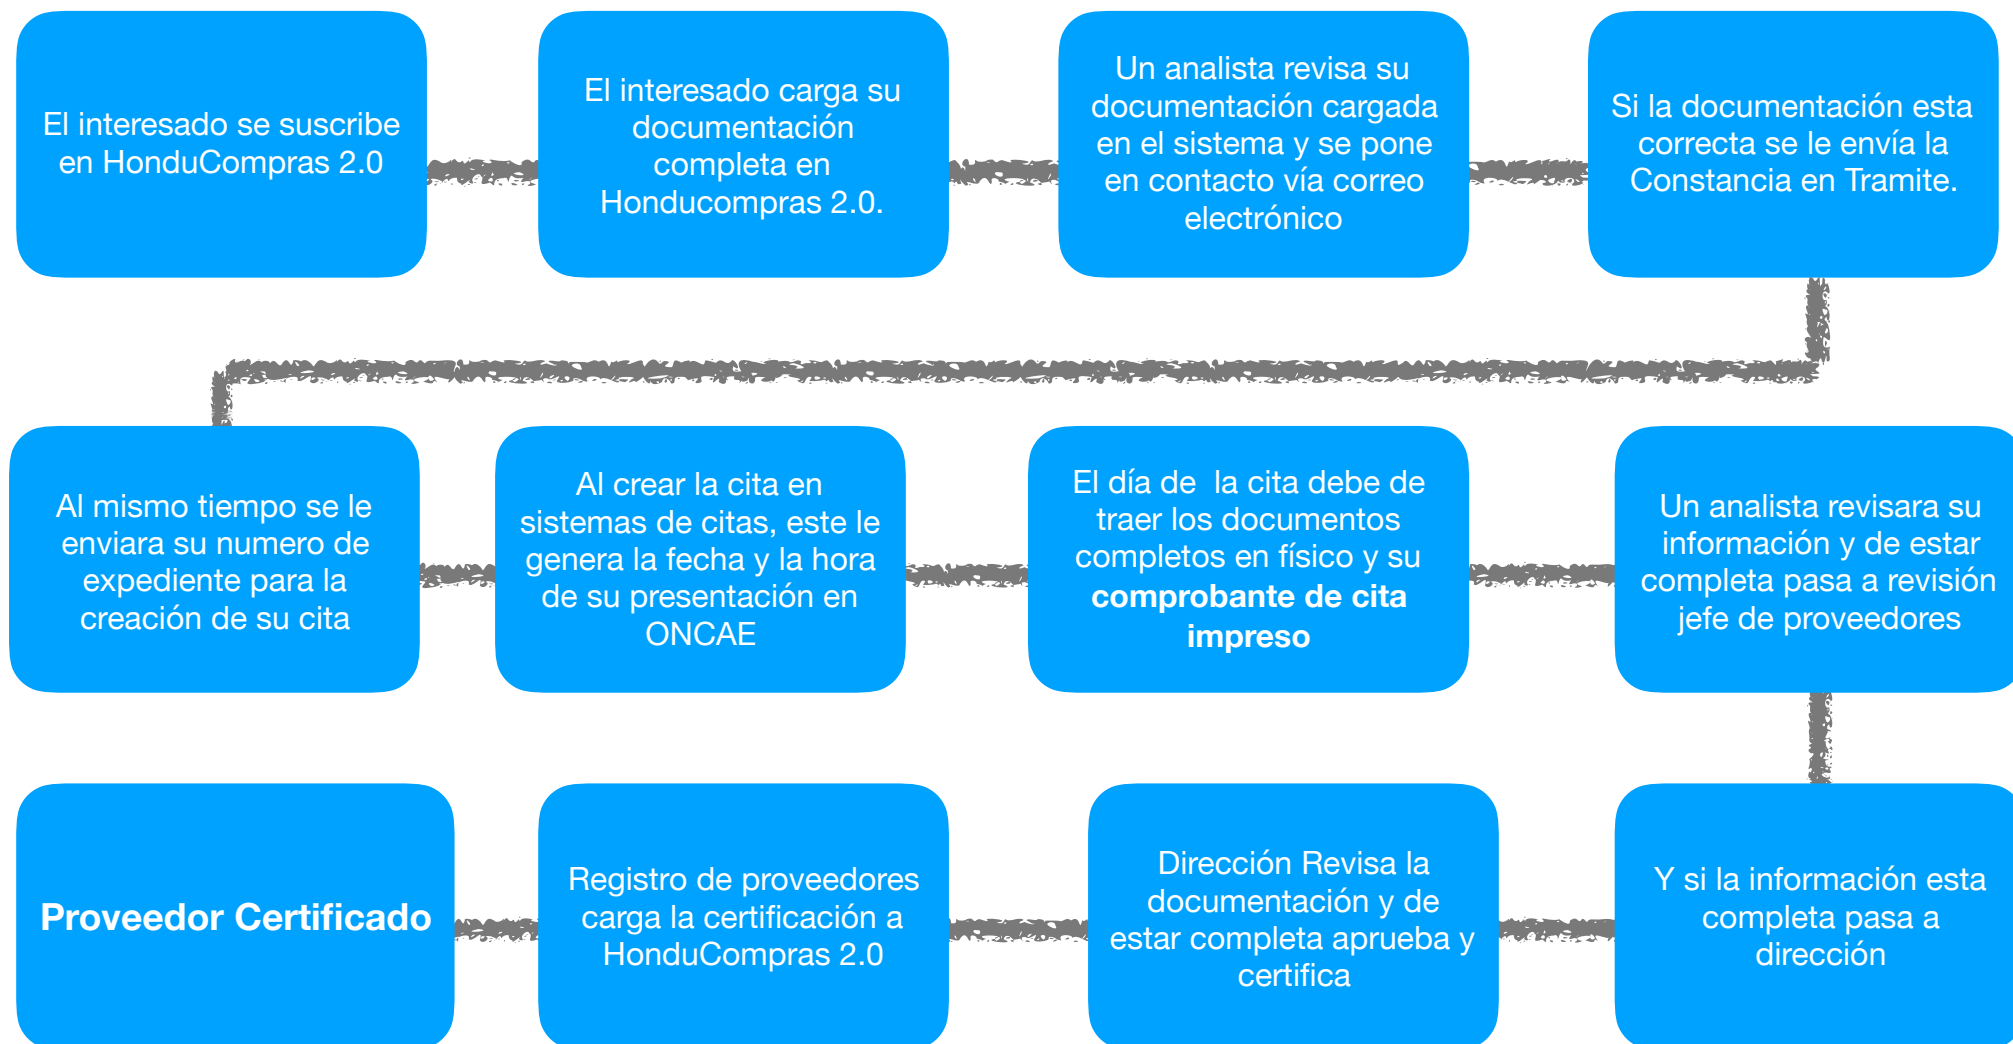 El interesado se suscribe
en HonduCompras 2.0
El interesado carga su
documentación
completa en
Honducompras 2.0.
Un analista revisa su
documentación cargada
en el sistema y se pone
en contacto vía correo
electrónico
Si la documentación esta
correcta se le envía la
Constancia en Tramite.
Al mismo tiempo se le
enviara su numero de
expediente para la
creación de su cita
Al crear la cita en
sistemas de citas, este le
genera la fecha y la hora
de su presentación en
ONCAE
El día de  la cita debe de
traer los documentos
completos en físico y su
comprobante de cita
impreso
Un analista revisara su
información y de estar
completa pasa a revisión
jefe de proveedores
Y si la información esta
completa pasa a
dirección
Dirección Revisa la
documentación y de
estar completa aprueba y
certifica
Registro de proveedores
carga la certificación a
HonduCompras 2.0
Proveedor Certificado